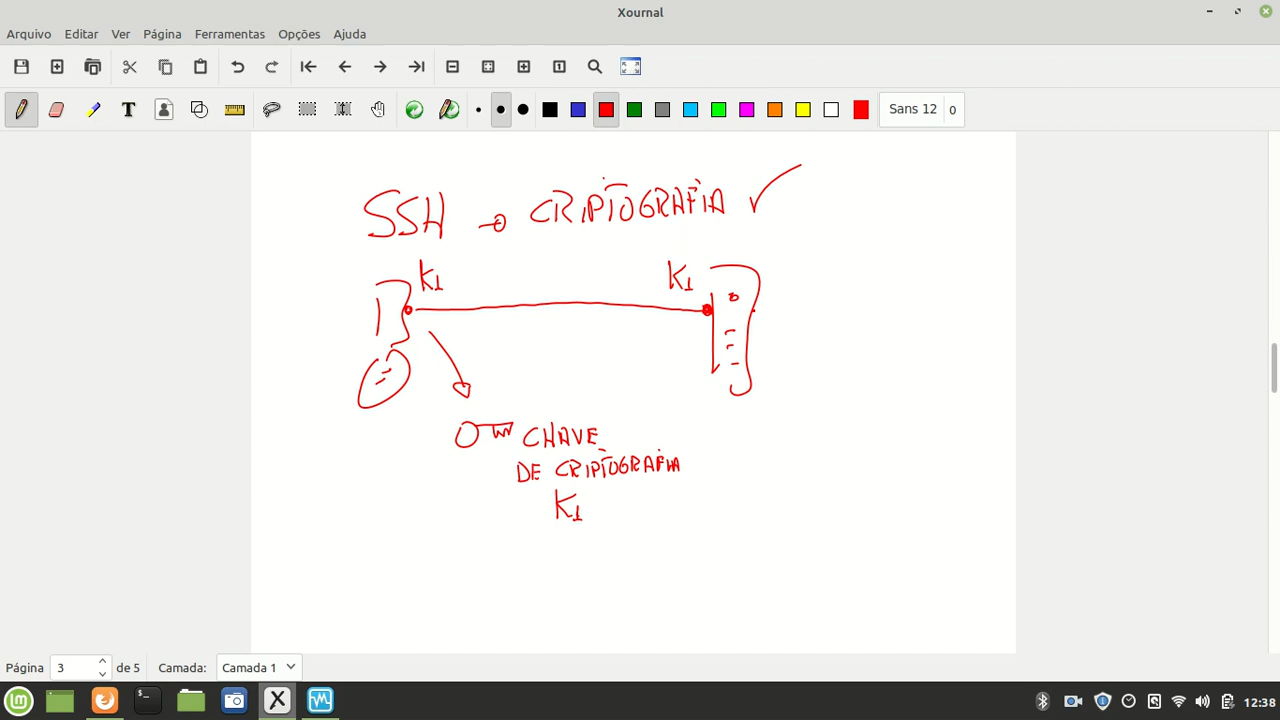 Xournal
Arquivo Editar Ver Página Ferramentas Opções Ajuda
Sans 12 0
SSH → CRIPTOGRAFIA ✓
K1 K1
CHAVE
DE CRIPTOGRAFIA
K1
Página 3 de 5 Camada: Camada 1
12:38